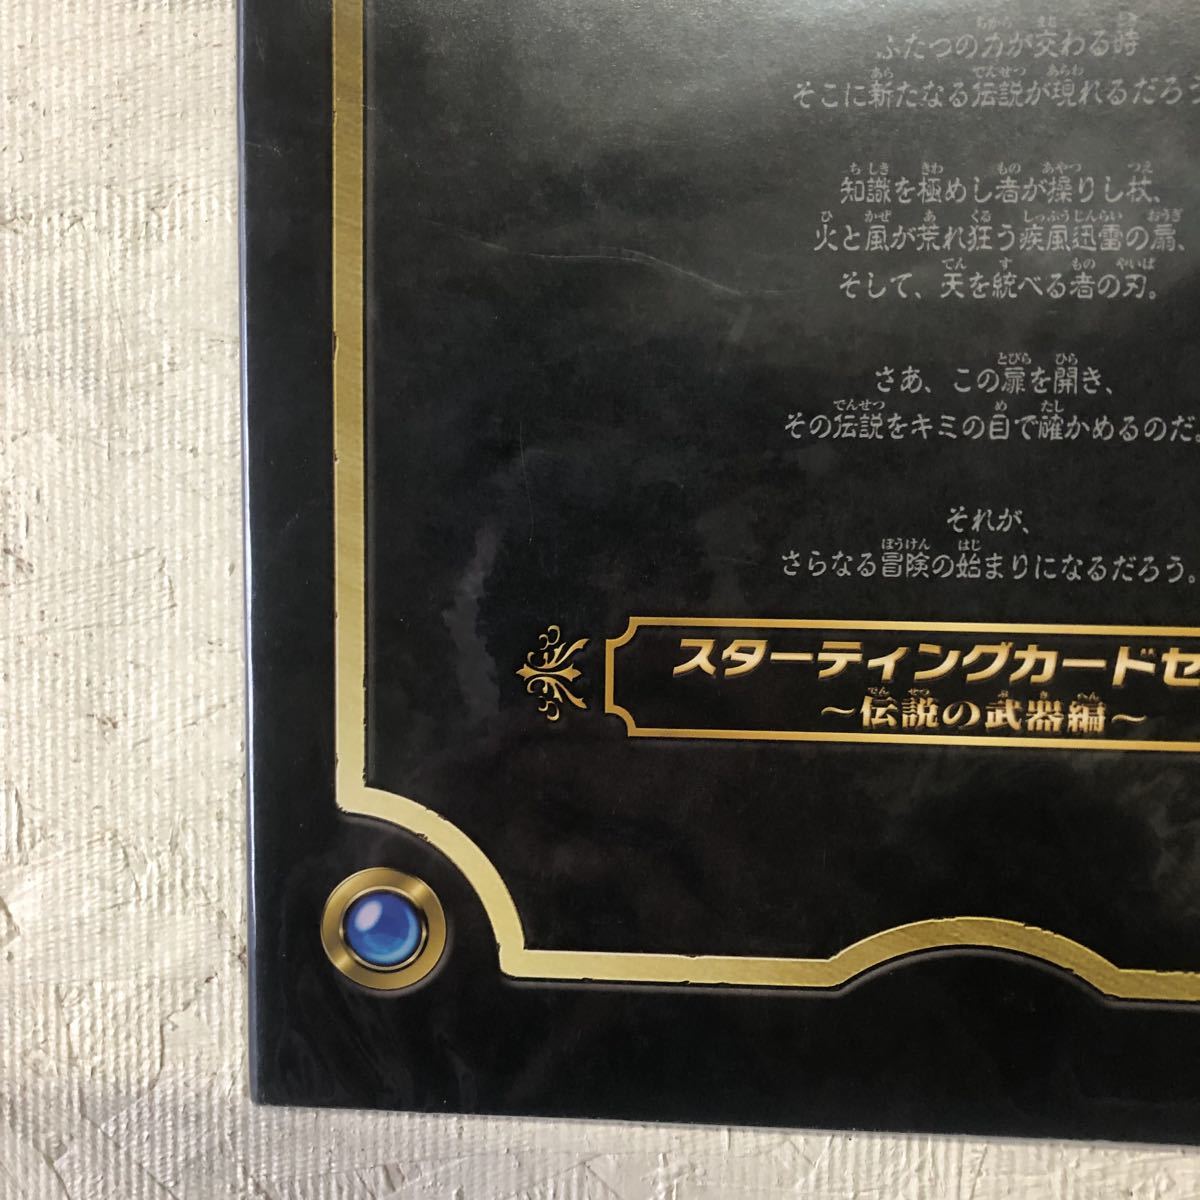 ふたつの力が交わる時
そこに新たなる伝説が現れるだろう
知識を極めし者が操りし杖、
火と風が荒れ狂う疾風迅雷の扇、
そして、天を統べる者の刃。
さあ、この扉を開き、
その伝説をキミの目で確かめるのだ。
それが、
さらなる冒険の始まりになるだろう。
スターティングカードセ
～伝説の武器編～